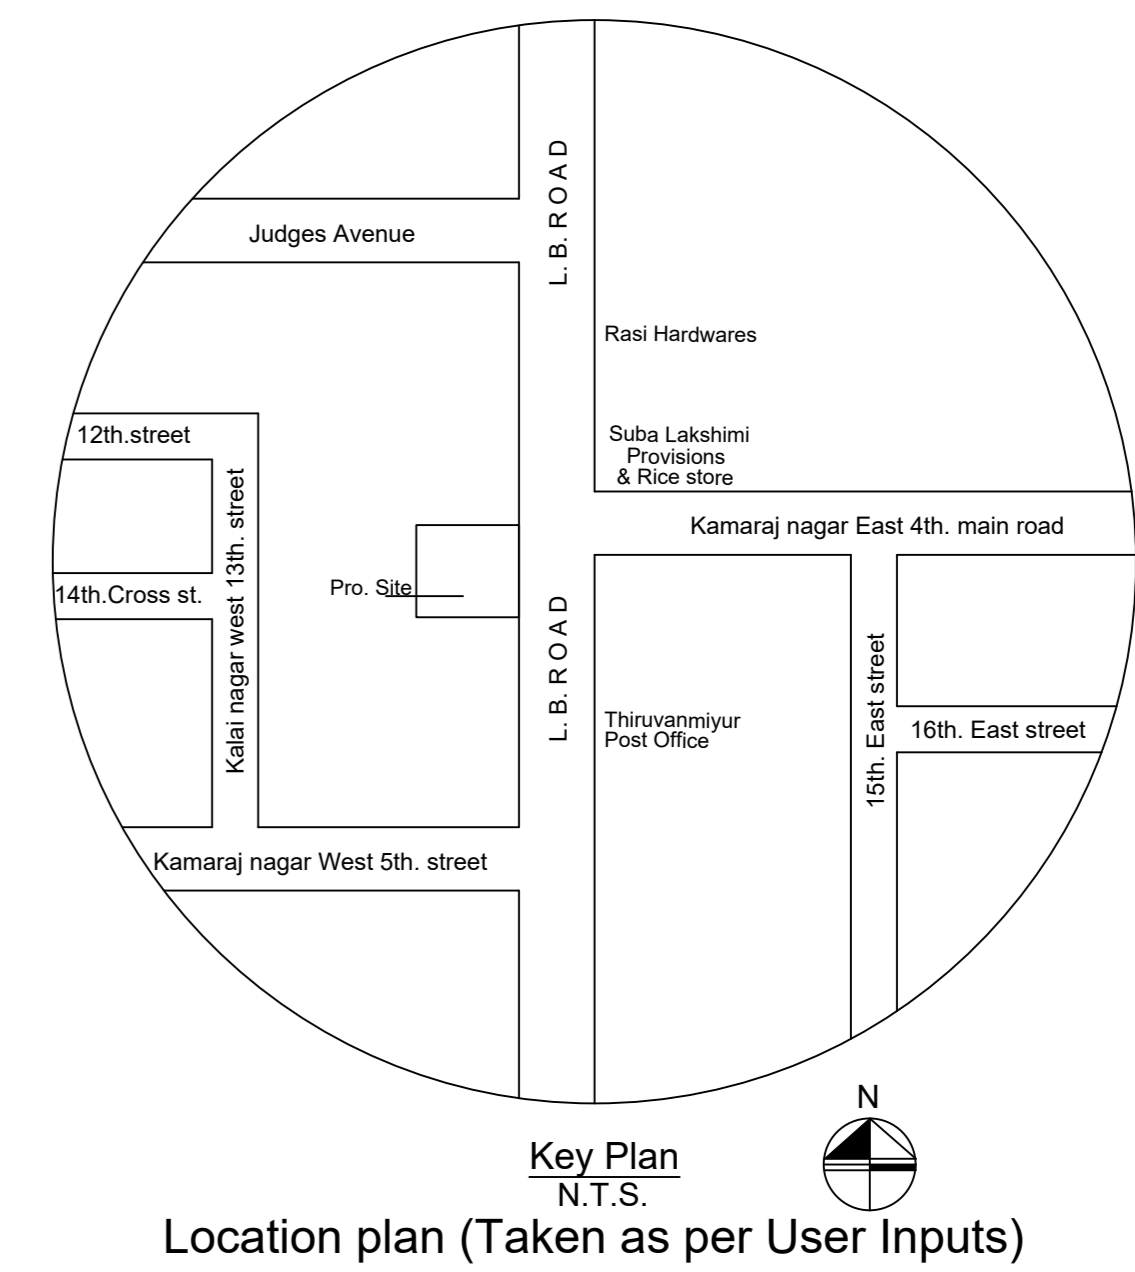 L. B. ROAD
Judges Avenue
Rasi Hardwares
Suba Lakshimi
Provisions
& Rice store
12th.street
Kalai nagar west 13th. street
14th.Cross st.
Pro. Site
Kamaraj nagar East 4th. main road
L. B. ROAD
15th. East street
Thiruvanmiyur
Post Office
16th. East street
Kamaraj nagar West 5th. street
N
Key Plan
N.T.S.
Location plan (Taken as per User Inputs)